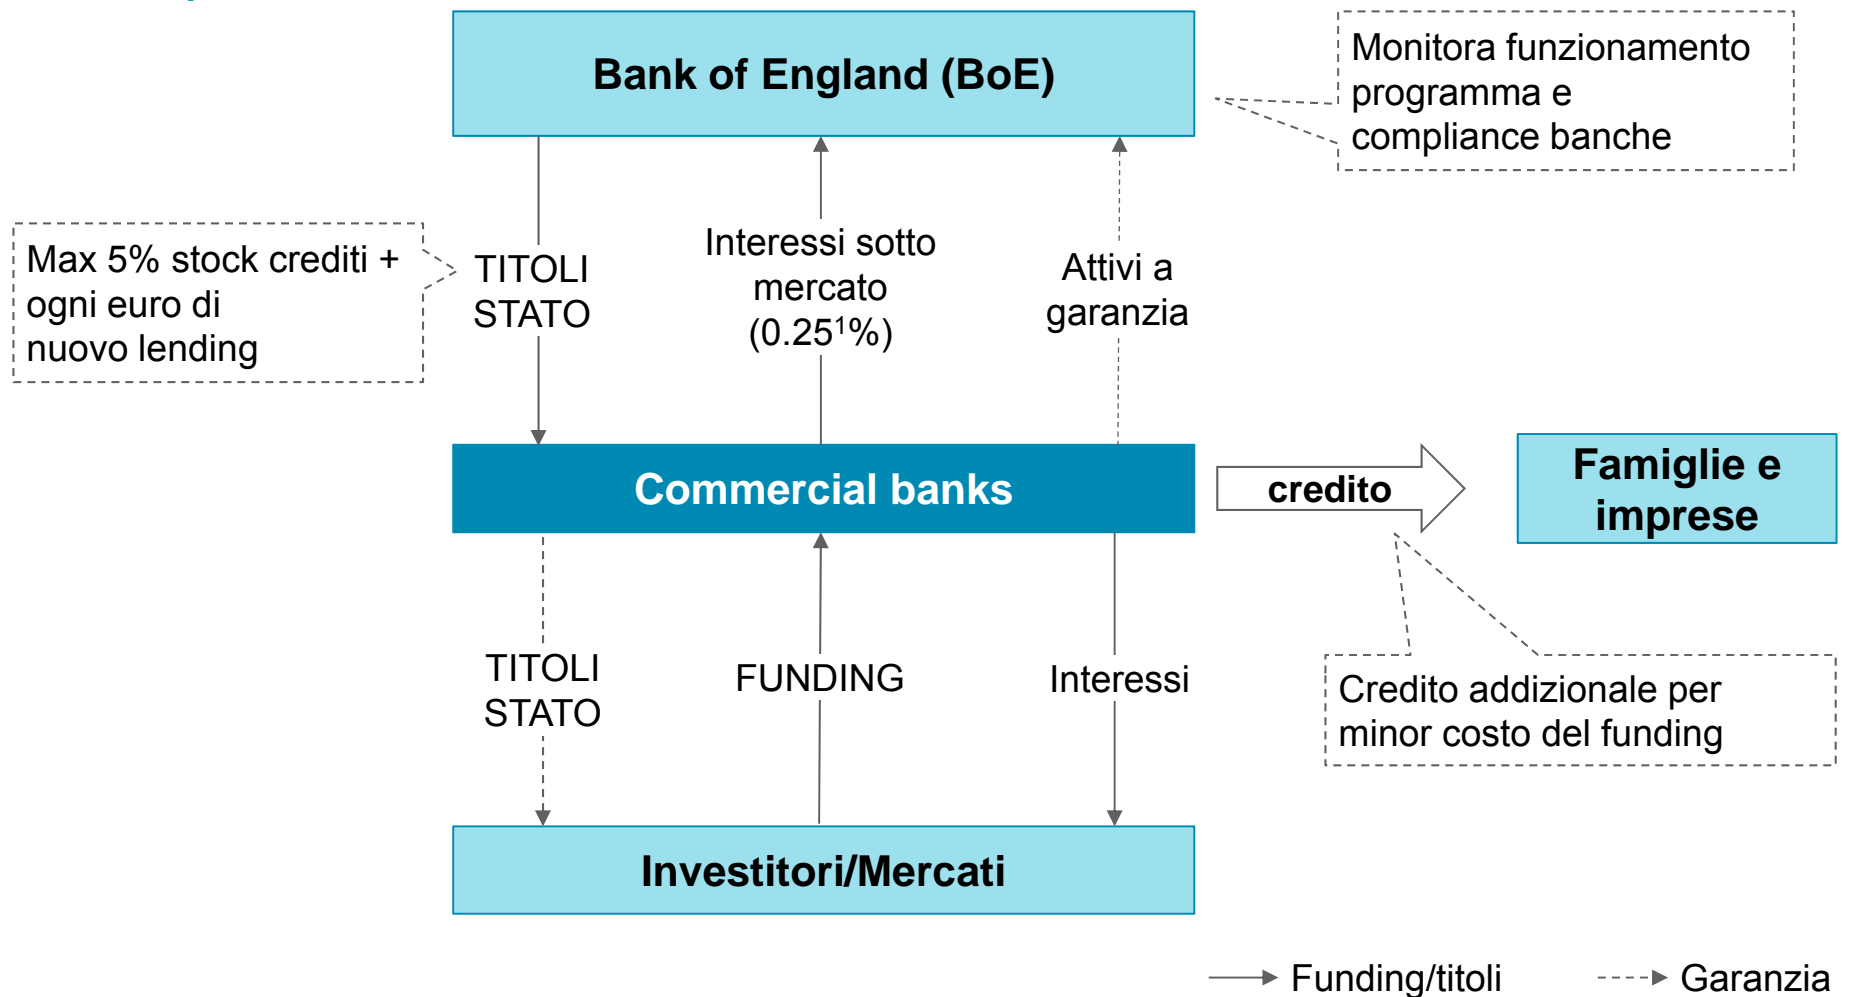 Bank of England (BoE)
Monitora funzionamento
programma e
compliance banche
Max 5% stock crediti +
ogni euro di
nuovo lending
TITOLI
STATO
Interessi sotto
mercato
(0.25¹%)
Attivi a
garanzia
Commercial banks
credito
Famiglie e
imprese
TITOLI
STATO
FUNDING
Interessi
Credito addizionale per
minor costo del funding
Investitori/Mercati
Funding/titoli
Garanzia